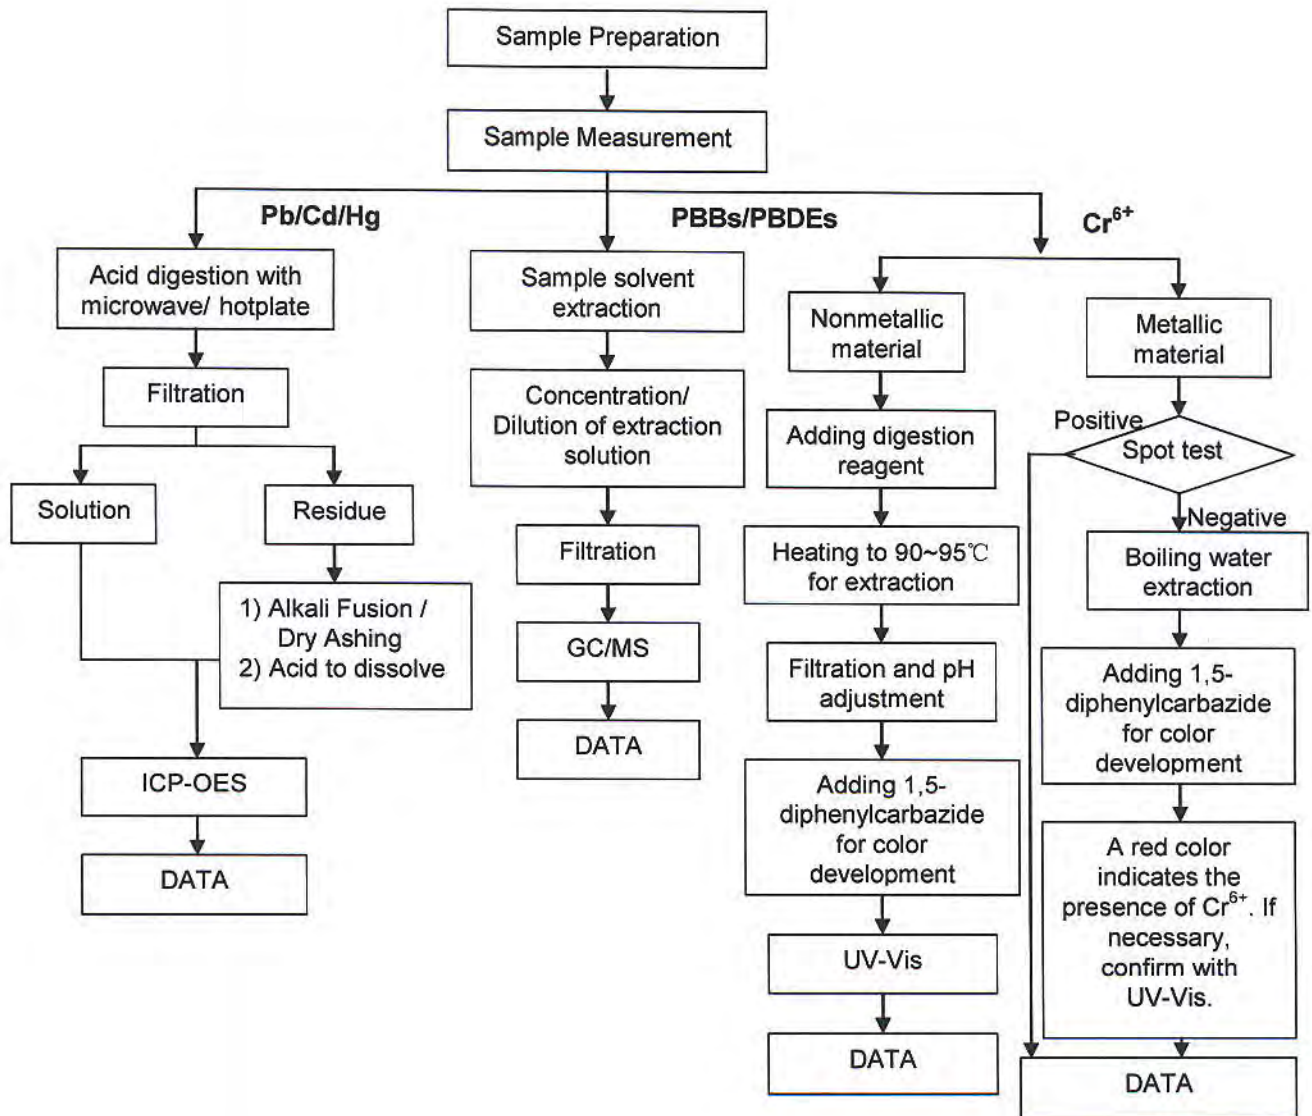 Sample Preparation
Sample Measurement
Pb/Cd/Hg
Acid digestion with
microwave/ hotplate
Filtration
Solution
Residue
1) Alkali Fusion /
Dry Ashing
2) Acid to dissolve
ICP-OES
DATA
PBBs/PBDEs
Sample solvent
extraction
Concentration/
Dilution of extraction
solution
Filtration
GC/MS
DATA
Cr⁶⁺
Nonmetallic
material
Adding digestion
reagent
Heating to 90~95℃
for extraction
Filtration and pH
adjustment
Adding 1,5-
diphenylcarbazide
for color
development
UV-Vis
DATA
Metallic
material
Positive
Spot test
Negative
Boiling water
extraction
Adding 1,5-
diphenylcarbazide
for color
development
A red color
indicates the
presence of Cr⁶⁺. If
necessary,
confirm with
UV-Vis.
DATA